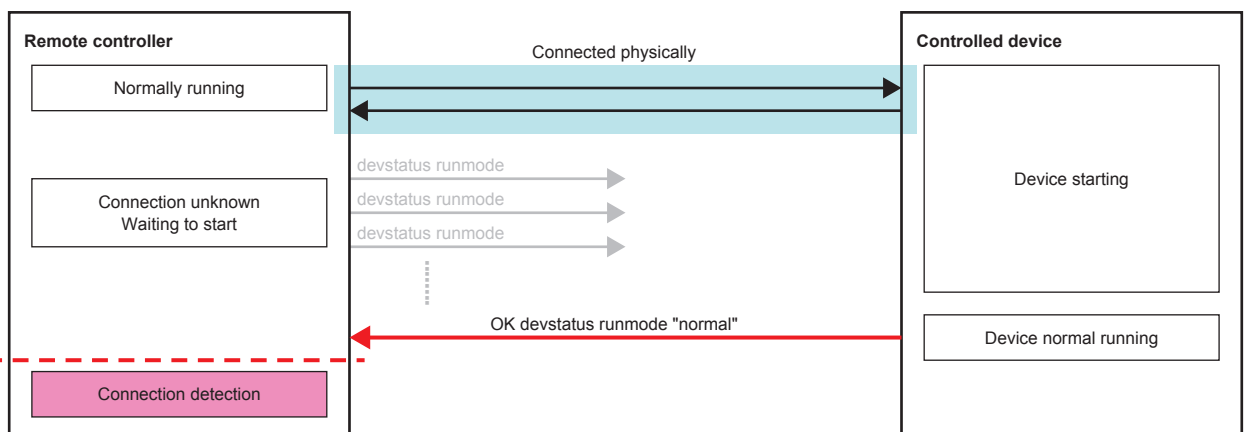 Remote controller
Connected physically
Controlled device
Normally running
devstatus runmode
Connection unknown
Waiting to start
devstatus runmode
devstatus runmode
Device starting
OK devstatus runmode "normal"
Device normal running
Connection detection